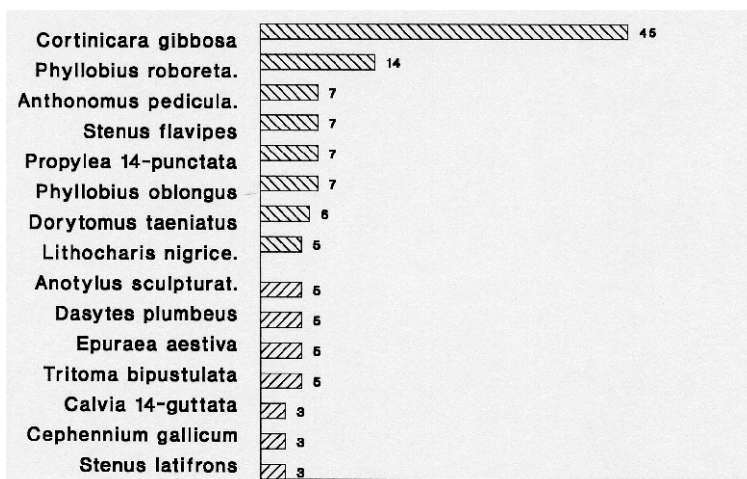 Cortinicara gibbosa 45
Phyllobius roboreta. 14
Anthonomus pedicula. 7
Stenus flavipes 7
Propylea 14-punctata 7
Phyllobius oblongus 7
Dorytomus taeniatus 6
Lithocharis nigrice. 5
Anotylus sculpturat. 5
Dasytes plumbeus 5
Epuraea aestiva 5
Tritoma bipustulata 5
Calvia 14-guttata 3
Cephennium gallicum 3
Stenus latifrons 3